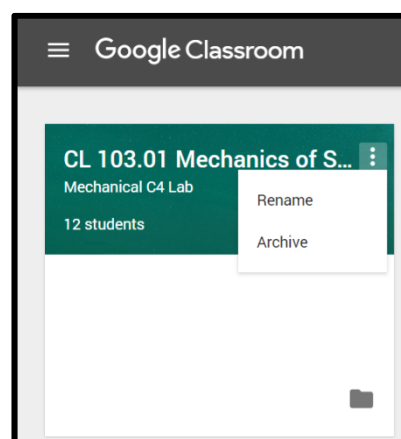 Google Classroom
CL 103.01 Mechanics of S...
Mechanical C4 Lab
12 students
Rename
Archive